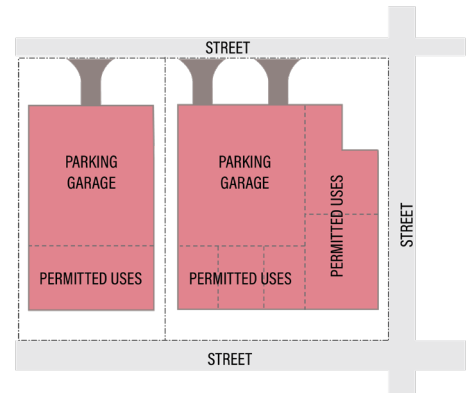 STREET
PARKING
GARAGE
PARKING
GARAGE
PERMITTED USES
STREET
PERMITTED USES
PERMITTED USES
STREET